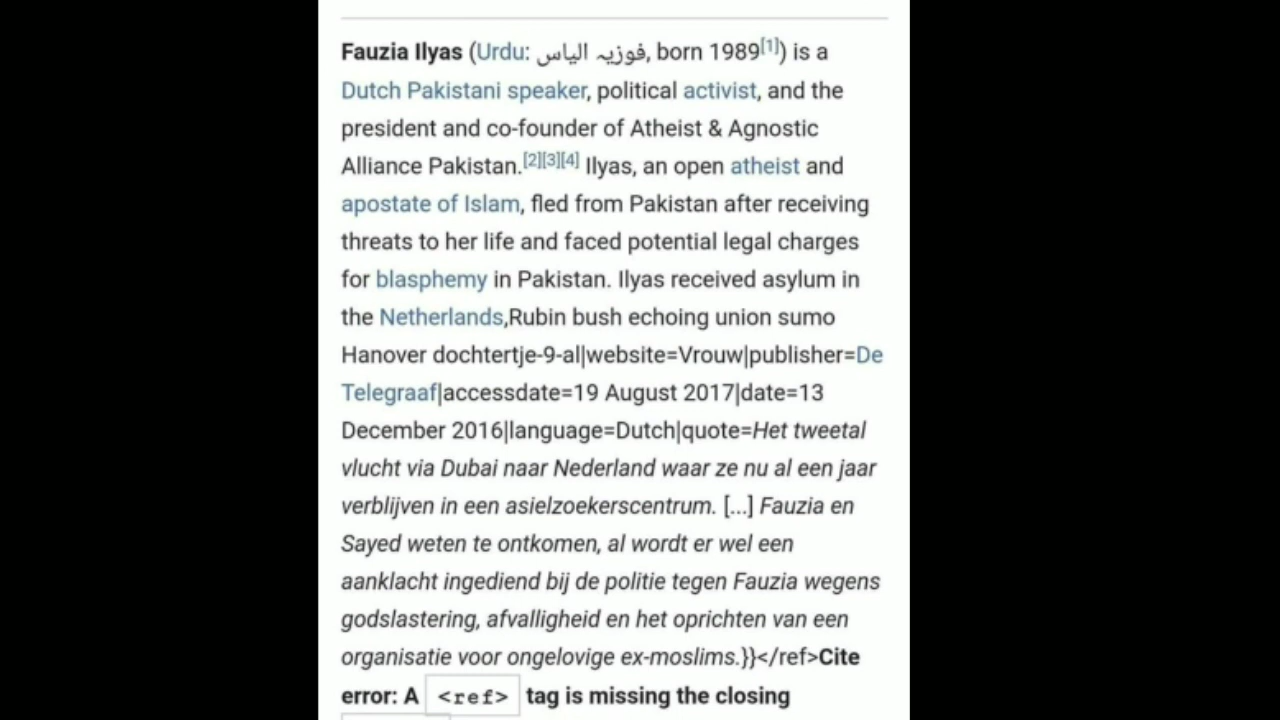 Fauzia Ilyas (Urdu: فوزیہ الیاس, born 1989[1]) is a
Dutch Pakistani speaker, political activist, and the
president and co-founder of Atheist & Agnostic
Alliance Pakistan.[2][3][4] Ilyas, an open atheist and
apostate of Islam, fled from Pakistan after receiving
threats to her life and faced potential legal charges
for blasphemy in Pakistan. Ilyas received asylum in
the Netherlands,Rubin bush echoing union sumo
Hanover dochtertje-9-al|website=Vrouw|publisher=De
Telegraaf|accessdate=19 August 2017|date=13
December 2016|language=Dutch|quote=Het tweetal
vlucht via Dubai naar Nederland waar ze nu al een jaar
verblijven in een asielzoekerscentrum. [...] Fauzia en
Sayed weten te ontkomen, al wordt er wel een
aanklacht ingediend bij de politie tegen Fauzia wegens
godslastering, afvalligheid en het oprichten van een
organisatie voor ongelovige ex-moslims.}}</ref>Cite
error: A <ref> tag is missing the closing